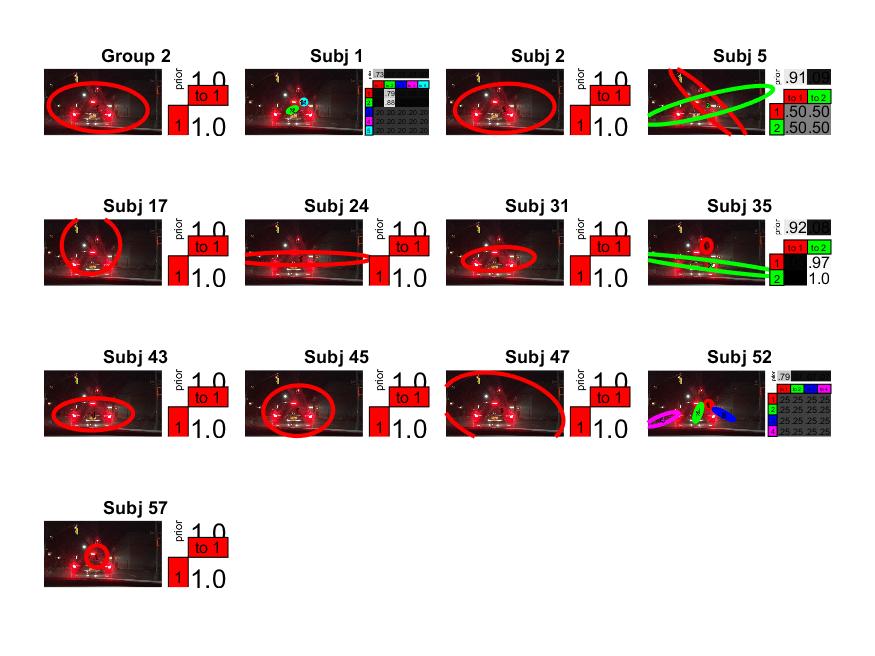 Group 2
prior
1.0
to 1
1 1.0
Subj 1
prior
.73
.79
.88
.20 .20 .20 .20 .20
.20 .20 .20 .20 .20
5 .20 .20 .20 .20 .20
Subj 2
prior
1.0
to 1
1 1.0
Subj 5
prior .91 .09
to 1 to 2
1 .50 .50
2 .50 .50
Subj 17
prior
1.0
to 1
1 1.0
Subj 24
prior
1.0
to 1
1 1.0
Subj 31
prior
1.0
to 1
1 1.0
Subj 35
prior .92 .08
to 1 to 2
1 .97
2 1.0
Subj 43
prior
1.0
to 1
1 1.0
Subj 45
prior
1.0
to 1
1 1.0
Subj 47
prior
1.0
to 1
1 1.0
Subj 52
prior .79
1 .25 .25 .25 .25
2 .25 .25 .25 .25
.25 .25 .25 .25
4 .25 .25 .25 .25
Subj 57
prior
1.0
to 1
1 1.0